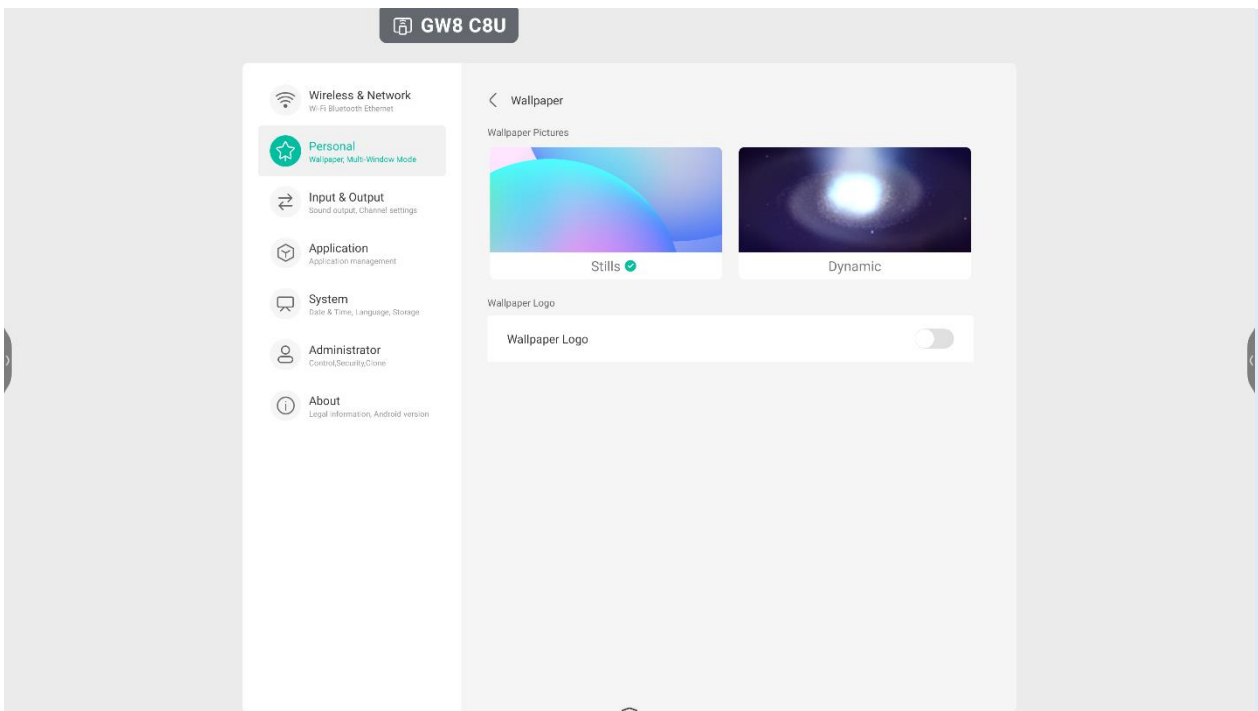 GW8 C8U
Wireless & Network
Wi-Fi Bluetooth Ethernet
Personal
Wallpaper, Multi-Window Mode
Input & Output
Sound output, Channel settings
Application
Application management
System
Date & Time, Language, Storage
Administrator
Control,Security,Clone
About
Legal information, Android version
Wallpaper
Wallpaper Pictures
Stills
Dynamic
Wallpaper Logo
Wallpaper Logo